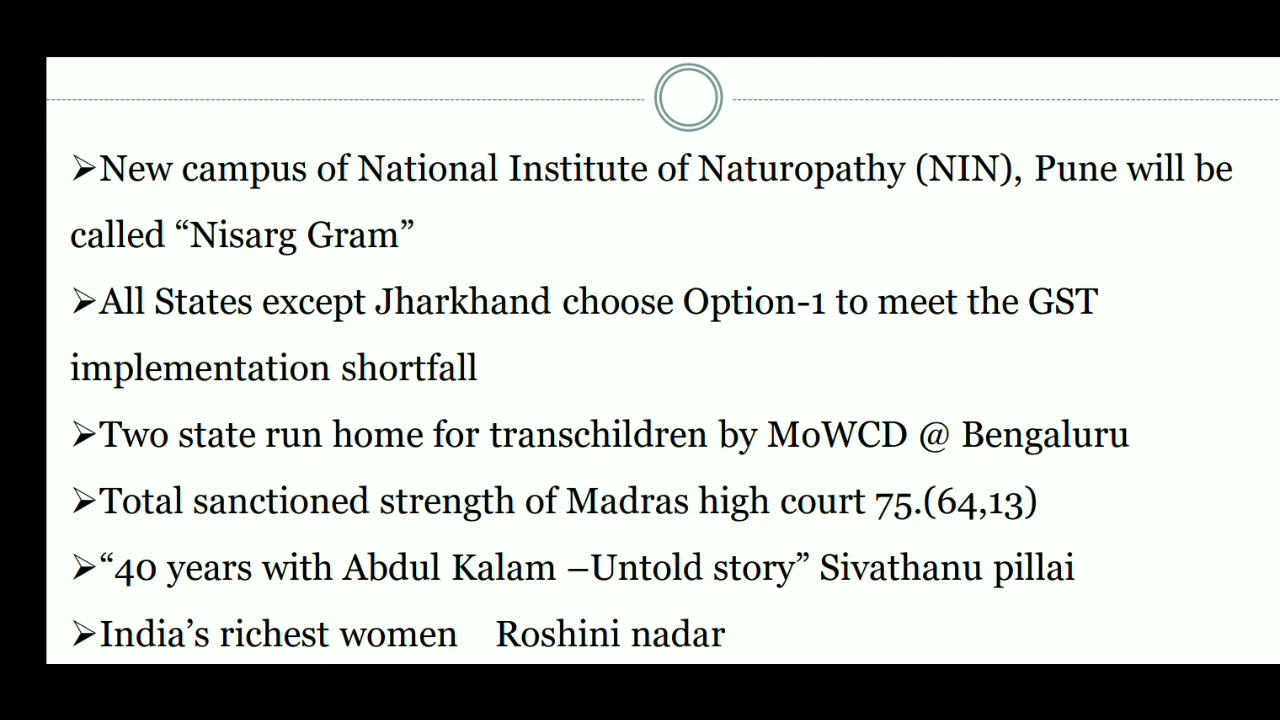 ➢New campus of National Institute of Naturopathy (NIN), Pune will be
called “Nisarg Gram”
➢All States except Jharkhand choose Option-1 to meet the GST
implementation shortfall
➢Two state run home for transchildren by MoWCD @ Bengaluru
➢Total sanctioned strength of Madras high court 75.(64,13)
➢“40 years with Abdul Kalam –Untold story” Sivathanu pillai
➢India’s richest women Roshini nadar